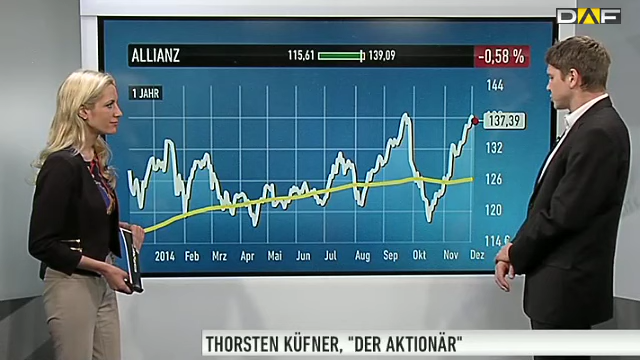 DAF
ALLIANZ 115,61 139,09 -0,58 %
1 JAHR
144
137,39
132
126
120
114,6
2014 Feb Mrz Apr Mai Jun Jul Aug Sep Okt Nov Dez
THORSTEN KÜFNER, "DER AKTIONÄR"